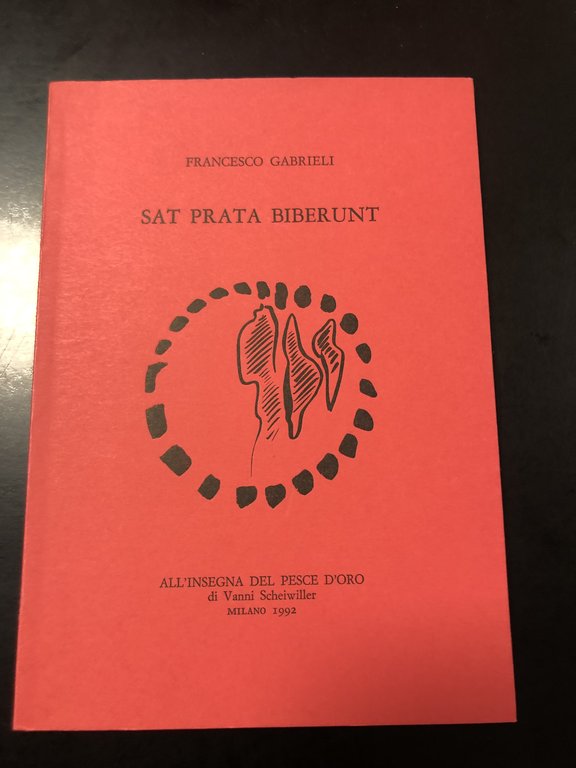 FRANCESCO GABRIELI
SAT PRATA BIBERUNT
ALL'INSEGNA DEL PESCE D'ORO
di Vanni Scheiwiller
MILANO 1992